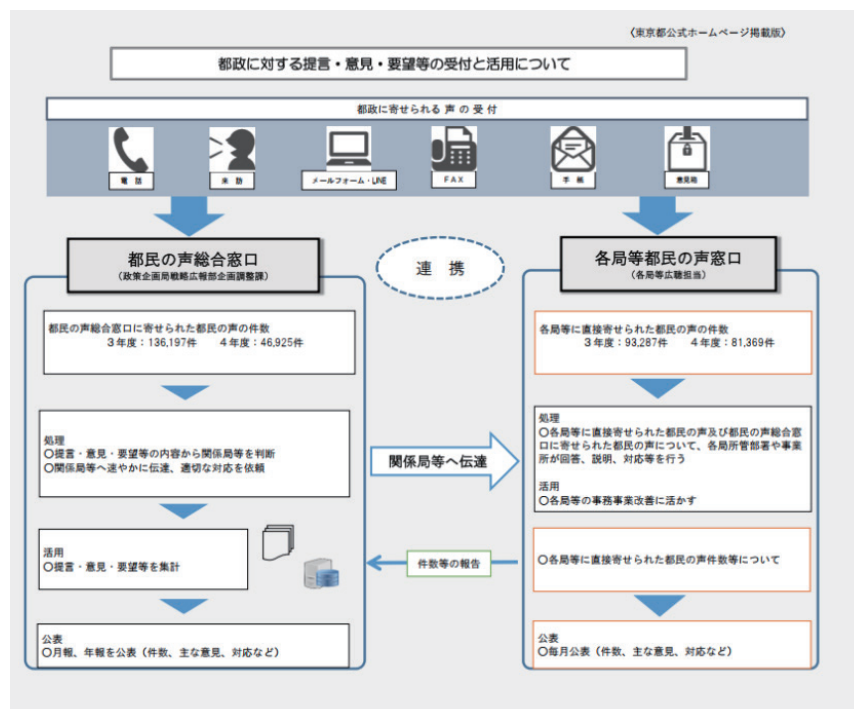 〈東京都公式ホームページ掲載版〉
都政に対する提言・意見・要望等の受付と活用について
都政に寄せられる 声 の 受 付
電 話
来 訪
メールフォーム・LINE
FAX
手 紙
意見箱
都民の声総合窓口
（政策企画局戦略広報部企画調整課）
連 携
各局等都民の声窓口
（各局等広聴担当）
都民の声総合窓口に寄せられた都民の声の件数
３年度：136,197件 ４年度：46,925件
処理
〇提言・意見・要望等の内容から関係局等を判断
〇関係局等へ速やかに伝達、適切な対応を依頼
活用
〇提言・意見・要望等を集計
公表
〇月報、年報を公表（件数、主な意見、対応など）
関係局等へ伝達
件数等の報告
各局等に直接寄せられた都民の声の件数
３年度：93,287件 ４年度：81,369件
処理
〇各局等に直接寄せられた都民の声及び都民の声総合窓
口に寄せられた都民の声について、各局所管部署や事業
所が回答、説明、対応等を行う
活用
〇各局等の事務事業改善に活かす
〇各局等に直接寄せられた都民の声件数等について
公表
〇毎月公表（件数、主な意見、対応など）